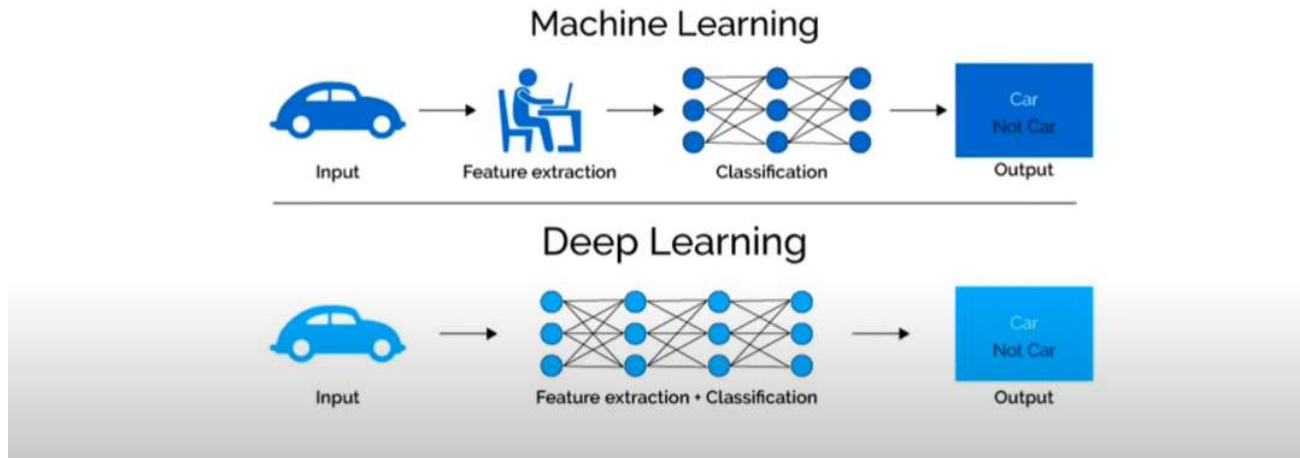 Machine Learning
Car
Not Car
Input
Feature extraction
Classification
Output
Deep Learning
Car
Not Car
Input
Feature extraction + Classification
Output